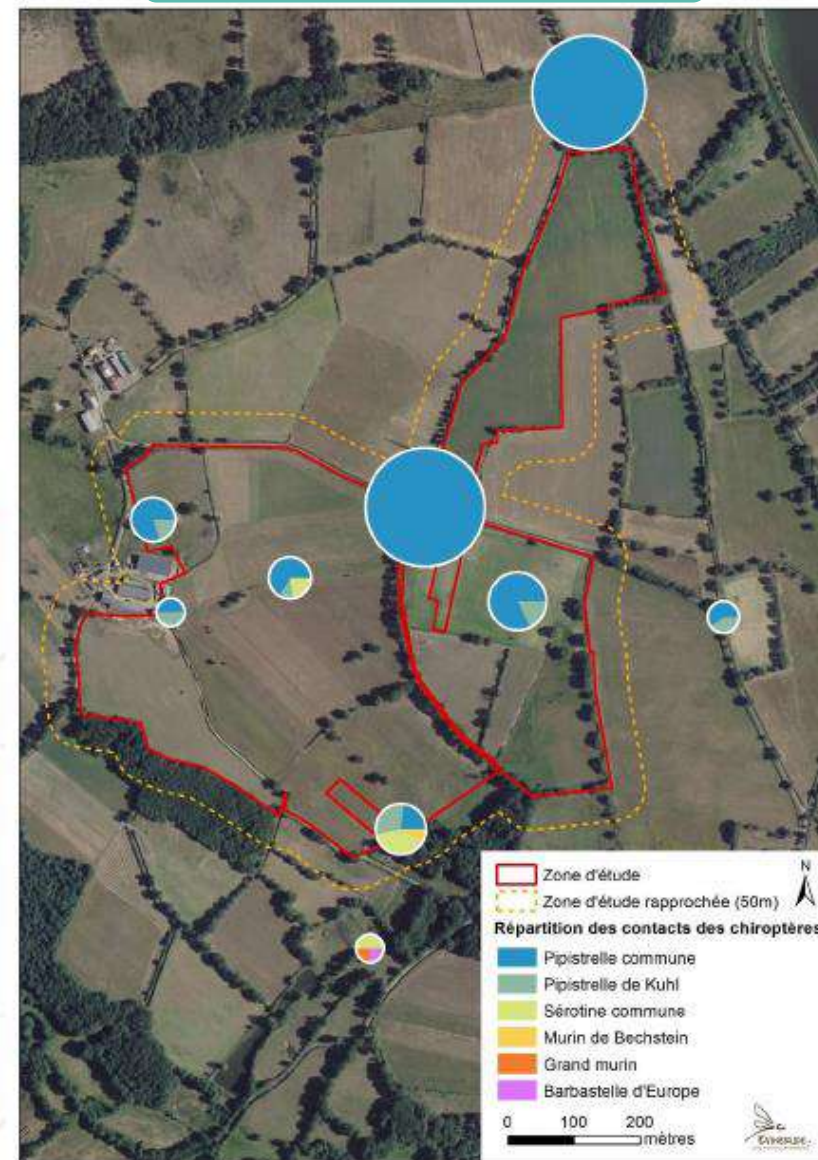 Zone d'étude
N
Zone d'étude rapprochée (50m)
Répartition des contacts des chiroptères
Pipistrelle commune
Pipistrelle de Kuhl
Sérotine commune
Murin de Bechstein
Grand murin
Barbastelle d'Europe
0 100 200
mètres